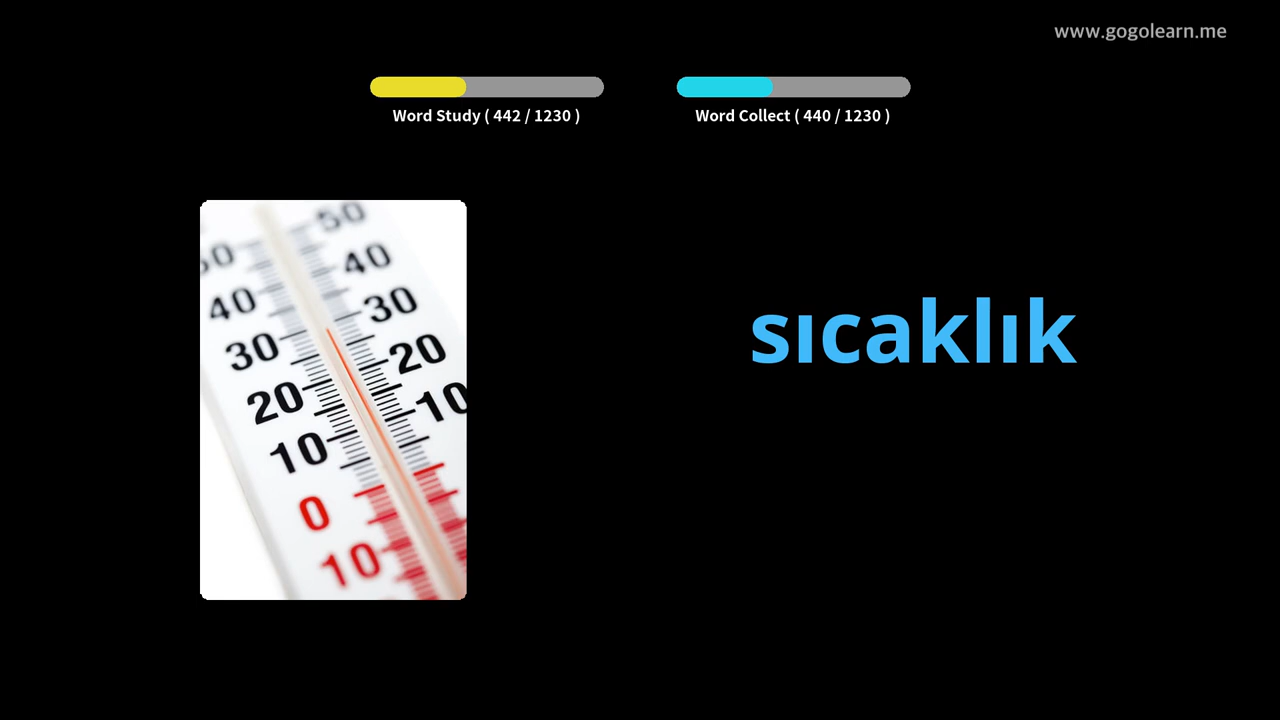 www.gogolearn.me
Word Study ( 442 / 1230 )
Word Collect ( 440 / 1230 )
sıcaklık
50
40
40
30
30
20
20
10
10
0
10